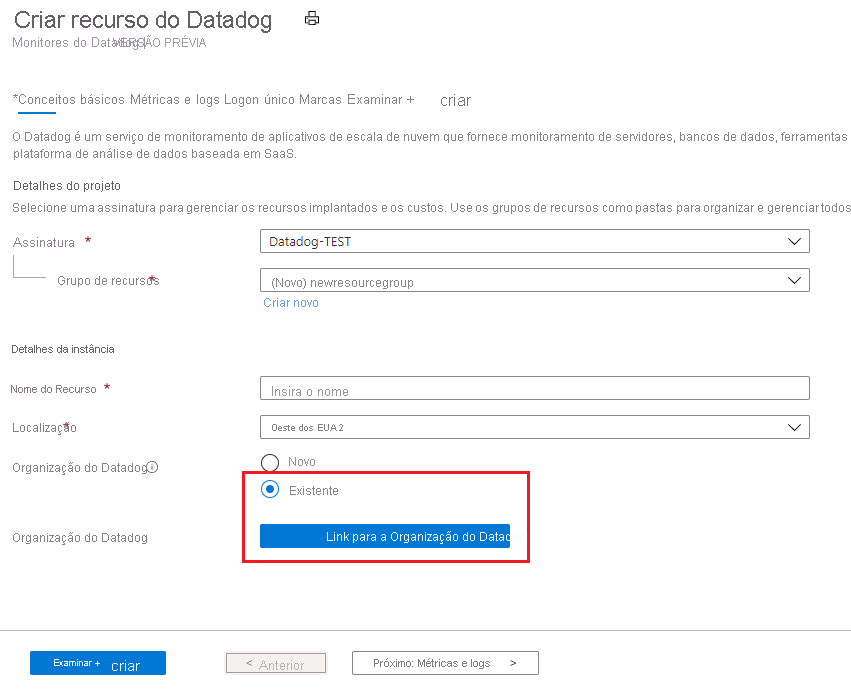 Criar recurso do Datadog
Monitores do Datadog | VERSÃO PRÉVIA
*Conceitos básicos Métricas e logs Logon único Marcas Examinar + criar
O Datadog é um serviço de monitoramento de aplicativos de escala de nuvem que fornece monitoramento de servidores, bancos de dados, ferramentas
plataforma de análise de dados baseada em SaaS.
Detalhes do projeto
Selecione uma assinatura para gerenciar os recursos implantados e os custos. Use os grupos de recursos como pastas para organizar e gerenciar todos
Assinatura * Datadog-TEST
Grupo de recursos * (Novo) newresourcegroup
Criar novo
Detalhes da instância
Nome do Recurso * Insira o nome
Localização * Oeste dos EUA 2
Organização do Datadog Novo
Existente
Organização do Datadog Link para a Organização do Datad
Examinar + criar < Anterior Próximo: Métricas e logs >